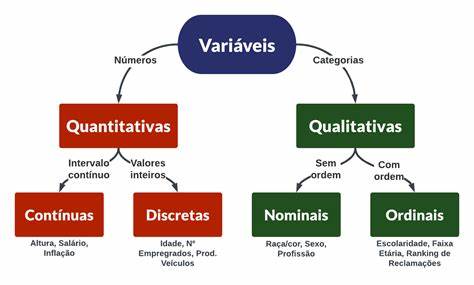 Variáveis
Números
Categorias
Quantitativas
Qualitativas
Intervalo
contínuo
Valores
inteiros
Sem
ordem
Com
ordem
Contínuas
Discretas
Nominais
Ordinais
Altura, Salário,
Inflação
Idade, Nº
Empregrados, Prod.
Veículos
Raça/cor, Sexo,
Profissão
Escolaridade, Faixa
Etária, Ranking de
Reclamações